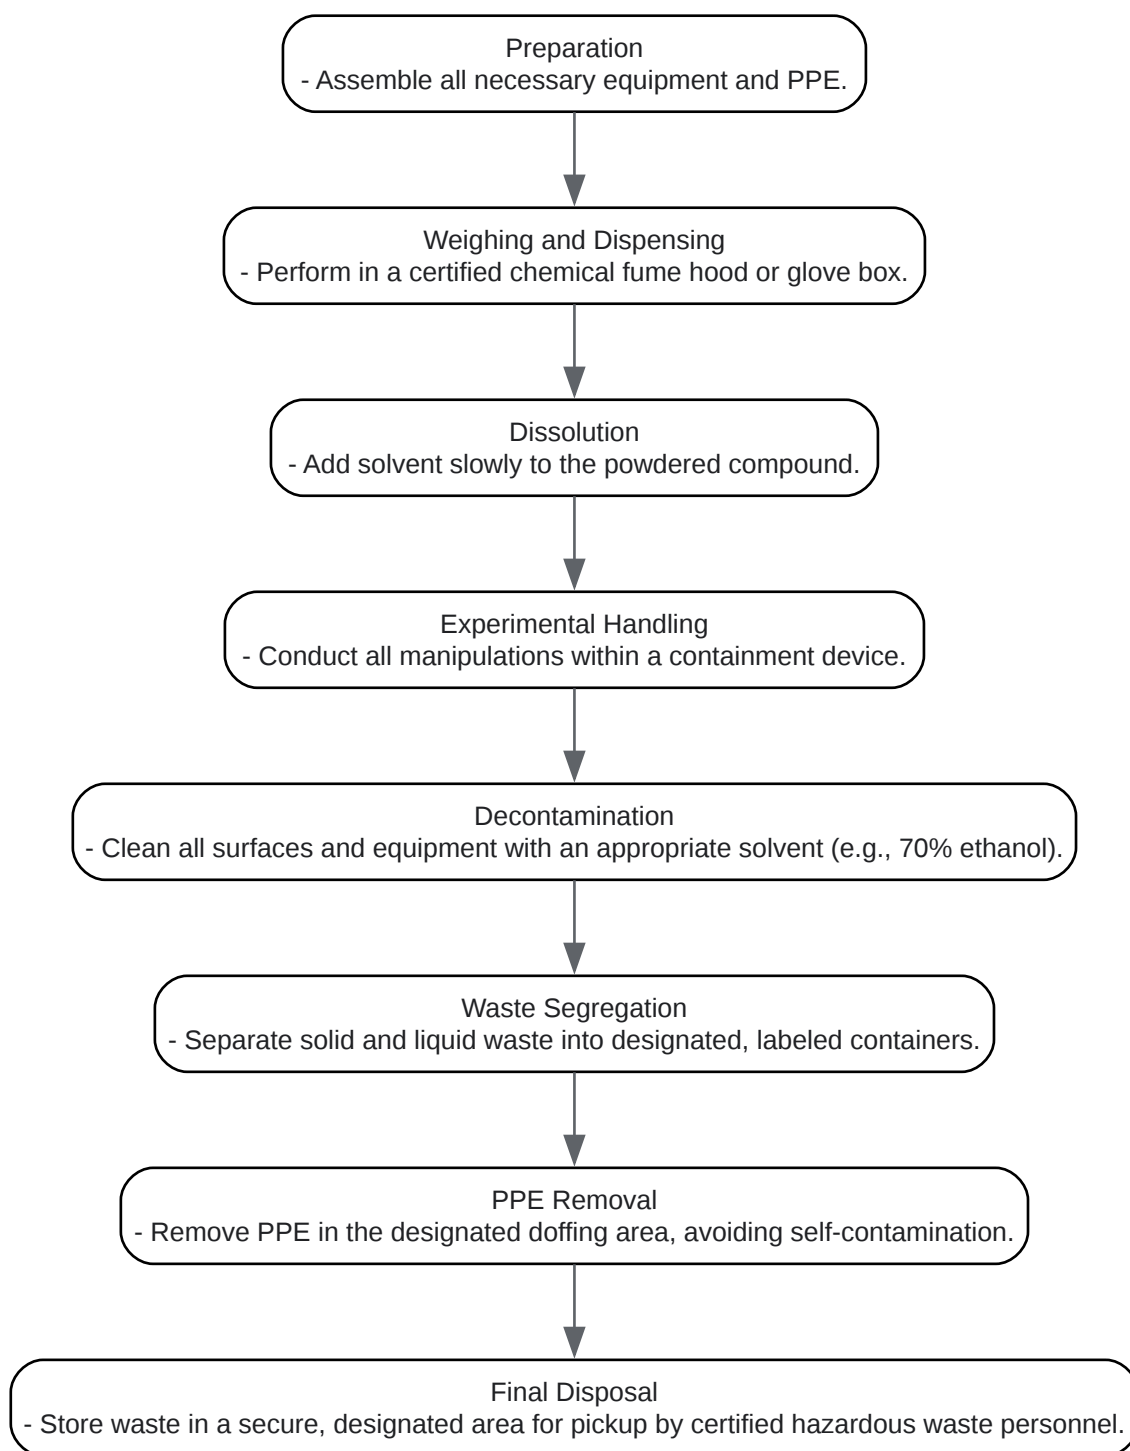 Preparation
- Assemble all necessary equipment and PPE.
Weighing and Dispensing
- Perform in a certified chemical fume hood or glove box.
Dissolution
- Add solvent slowly to the powdered compound.
Experimental Handling
- Conduct all manipulations within a containment device.
Decontamination
- Clean all surfaces and equipment with an appropriate solvent (e.g., 70% ethanol).
Waste Segregation
- Separate solid and liquid waste into designated, labeled containers.
PPE Removal
- Remove PPE in the designated doffing area, avoiding self-contamination.
Final Disposal
- Store waste in a secure, designated area for pickup by certified hazardous waste personnel.